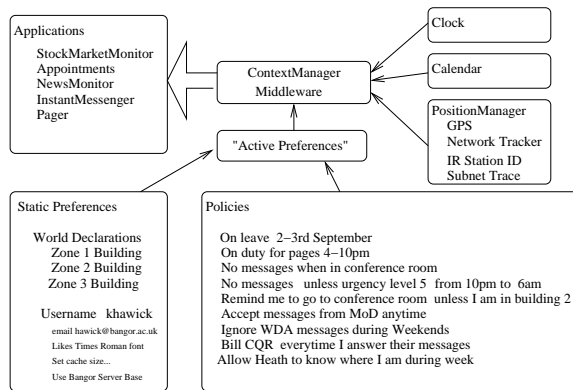 Applications
StockMarketMonitor
Appointments
NewsMonitor
InstantMessenger
Pager
ContextManager
Middleware
Clock
Calendar
PositionManager
GPS
Network Tracker
IR Station ID
Subnet Trace
"Active Preferences"
Static Preferences
World Declarations
Zone 1 Building
Zone 2 Building
Zone 3 Building
Username khawick
email hawick@bangor.ac.uk
Likes Times Roman font
Set cache size...
Use Bangor Server Base
Policies
On leave 2–3rd September
On duty for pages 4–10pm
No messages when in conference room
No messages unless urgency level 5 from 10pm to 6am
Remind me to go to conference room unless I am in building 2
Accept messages from MoD anytime
Ignore WDA messages during Weekends
Bill CQR everytime I answer their messages
Allow Heath to know where I am during week